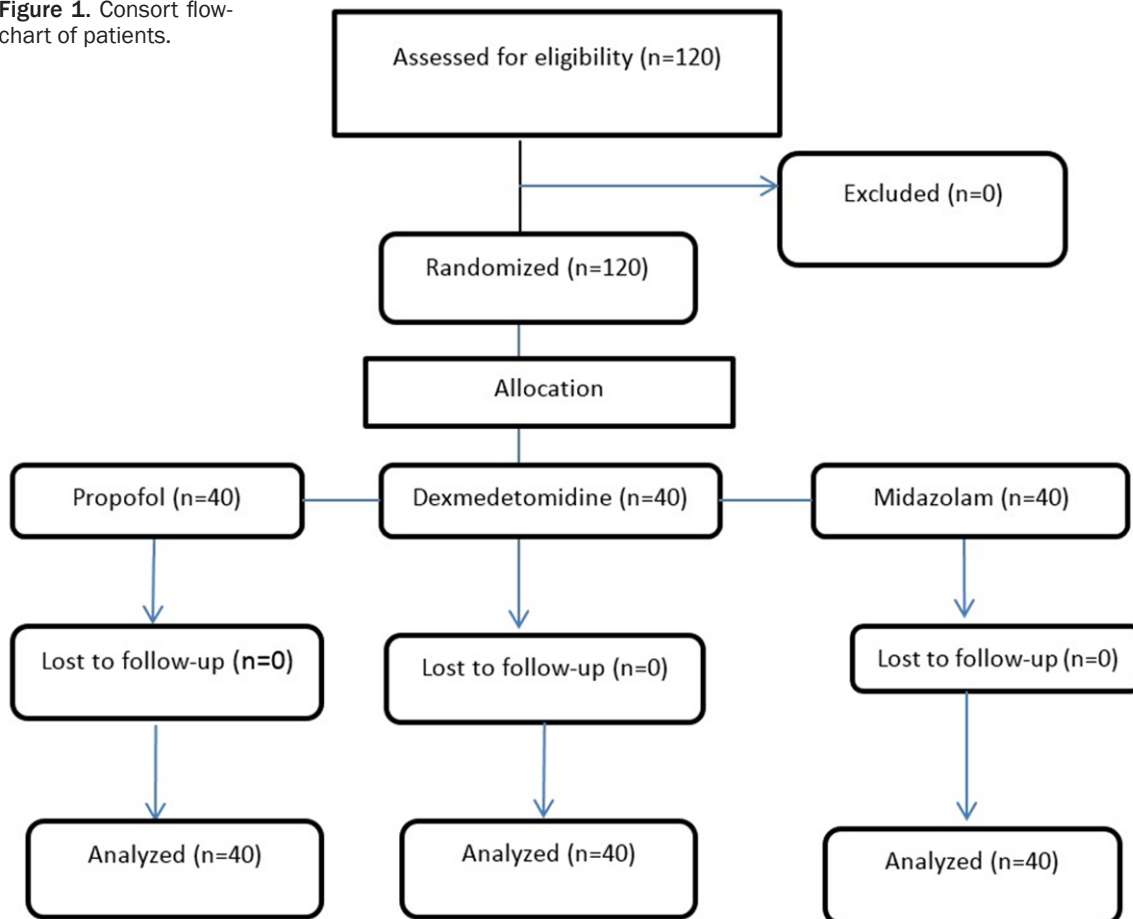 Figure 1. Consort flow-
chart of patients.
Assessed for eligibility (n=120)
Excluded (n=0)
Randomized (n=120)
Allocation
Propofol (n=40)
Dexmedetomidine (n=40)
Midazolam (n=40)
Lost to follow-up (n=0)
Lost to follow-up (n=0)
Lost to follow-up (n=0)
Analyzed (n=40)
Analyzed (n=40)
Analyzed (n=40)